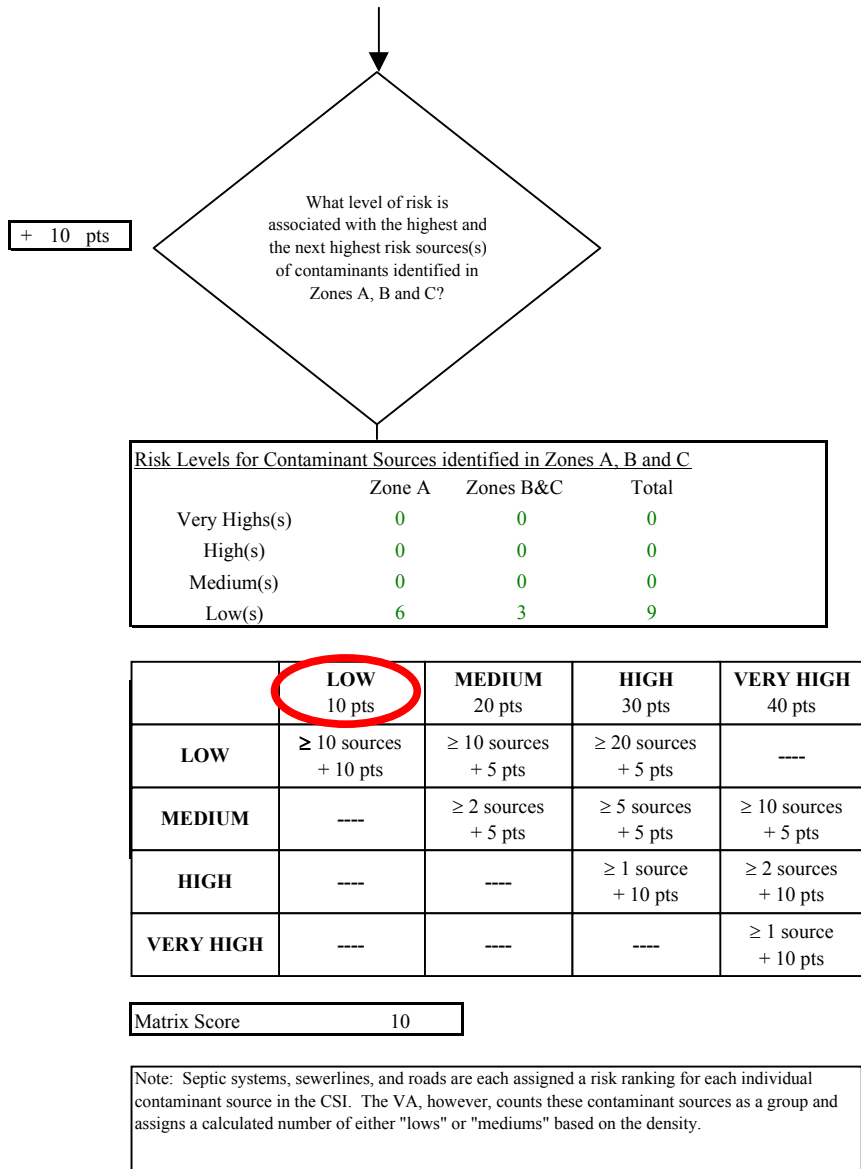 What level of risk is
associated with the highest and
the next highest risk sources(s)
of contaminants identified in
Zones A, B and C?
+ 10 pts
Risk Levels for Contaminant Sources identified in Zones A, B and C
Zone A Zones B&C Total
Very Highs(s) 0 0 0
High(s) 0 0 0
Medium(s) 0 0 0
Low(s) 6 3 9
LOW MEDIUM HIGH VERY HIGH
10 pts 20 pts 30 pts 40 pts
LOW ≥ 10 sources ≥ 10 sources ≥ 20 sources ----
+ 10 pts + 5 pts + 5 pts
MEDIUM ---- ≥ 2 sources ≥ 5 sources ≥ 10 sources
+ 5 pts + 5 pts + 5 pts
HIGH ---- ---- ≥ 1 source ≥ 2 sources
+ 10 pts + 10 pts
VERY HIGH ---- ---- ---- ≥ 1 source
+ 10 pts
Matrix Score 10
Note: Septic systems, sewerlines, and roads are each assigned a risk ranking for each individual
contaminant source in the CSI. The VA, however, counts these contaminant sources as a group and
assigns a calculated number of either "lows" or "mediums" based on the density.